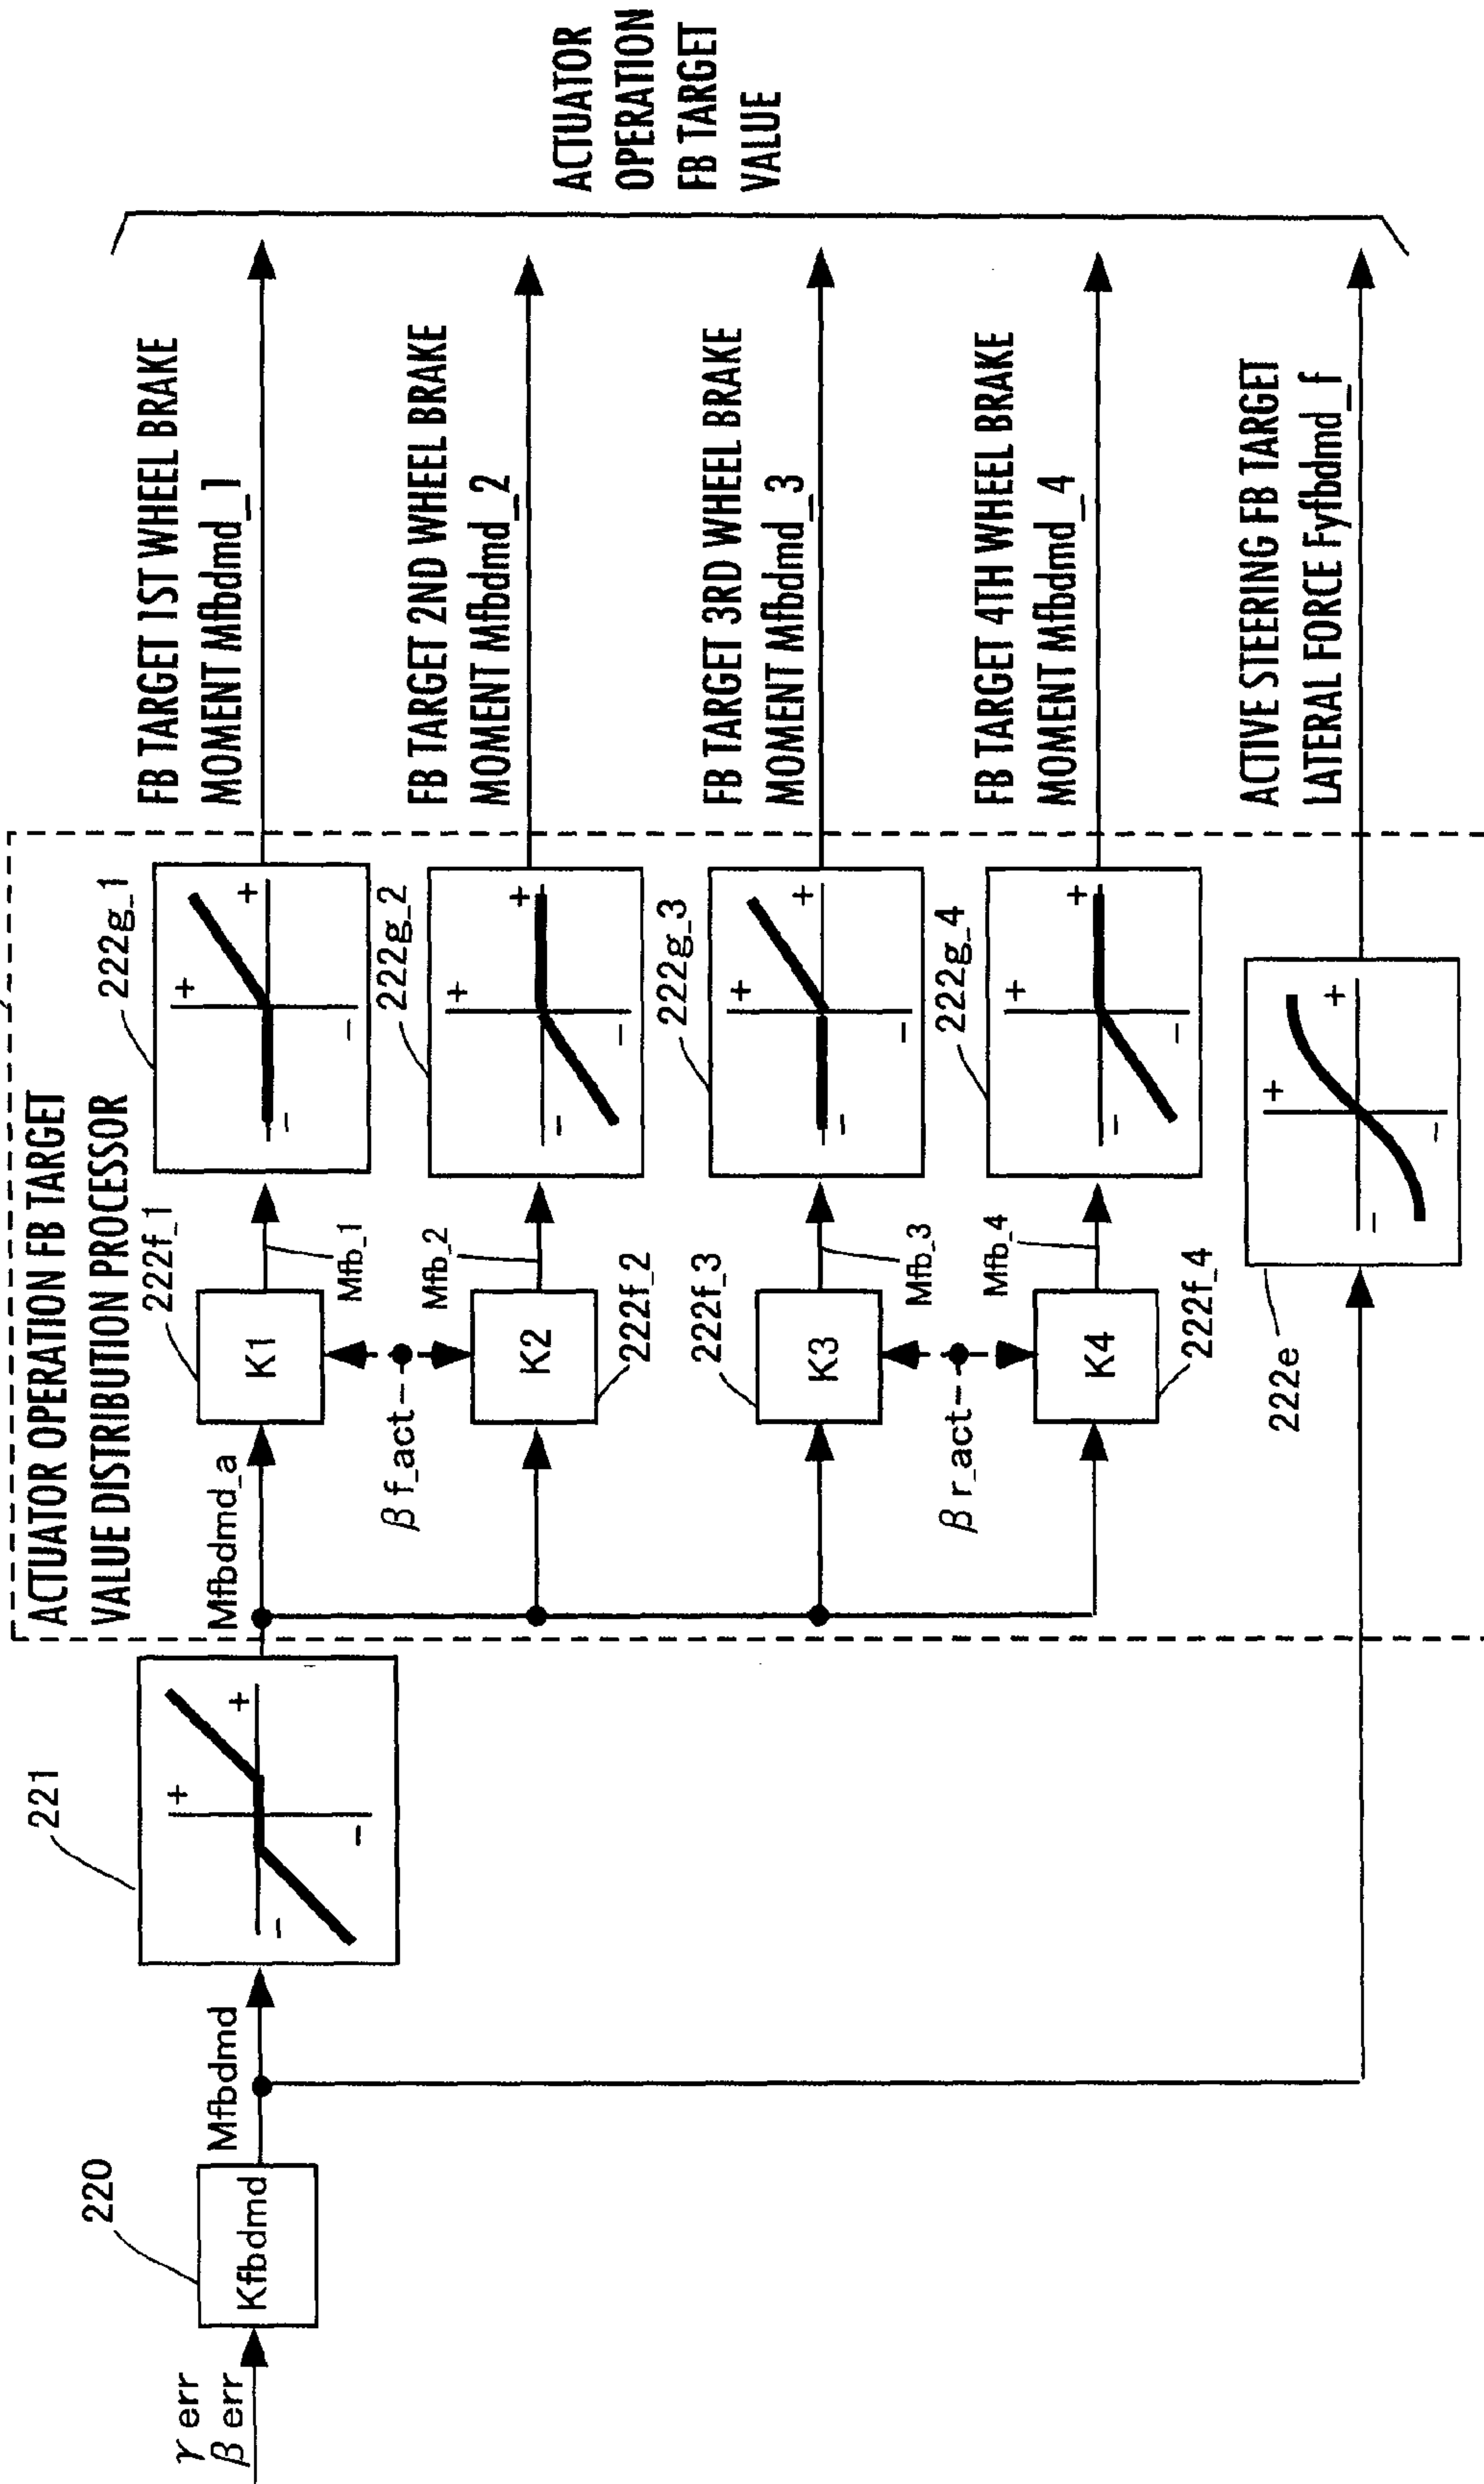 γ err
β err
220
Kfbdmd
Mfbdmd
221
+
+
−
−
ACTUATOR OPERATION FB TARGET
VALUE DISTRIBUTION PROCESSOR
Mfbdmd_a
222f_1
K1
Mfb_1
222g_1
+
+
−
−
FB TARGET 1ST WHEEL BRAKE
MOMENT Mfbdmd_1
β f_act
K2
222f_2
Mfb_2
222g_2
+
+
−
−
FB TARGET 2ND WHEEL BRAKE
MOMENT Mfbdmd_2
222f_3
K3
Mfb_3
222g_3
+
+
−
−
FB TARGET 3RD WHEEL BRAKE
MOMENT Mfbdmd_3
β r_act
K4
222f_4
Mfb_4
222g_4
+
+
−
−
FB TARGET 4TH WHEEL BRAKE
MOMENT Mfbdmd_4
222e
+
+
−
−
ACTIVE STEERING FB TARGET
LATERAL FORCE Fyfbdmd_f
ACTUATOR
OPERATION
FB TARGET
VALUE